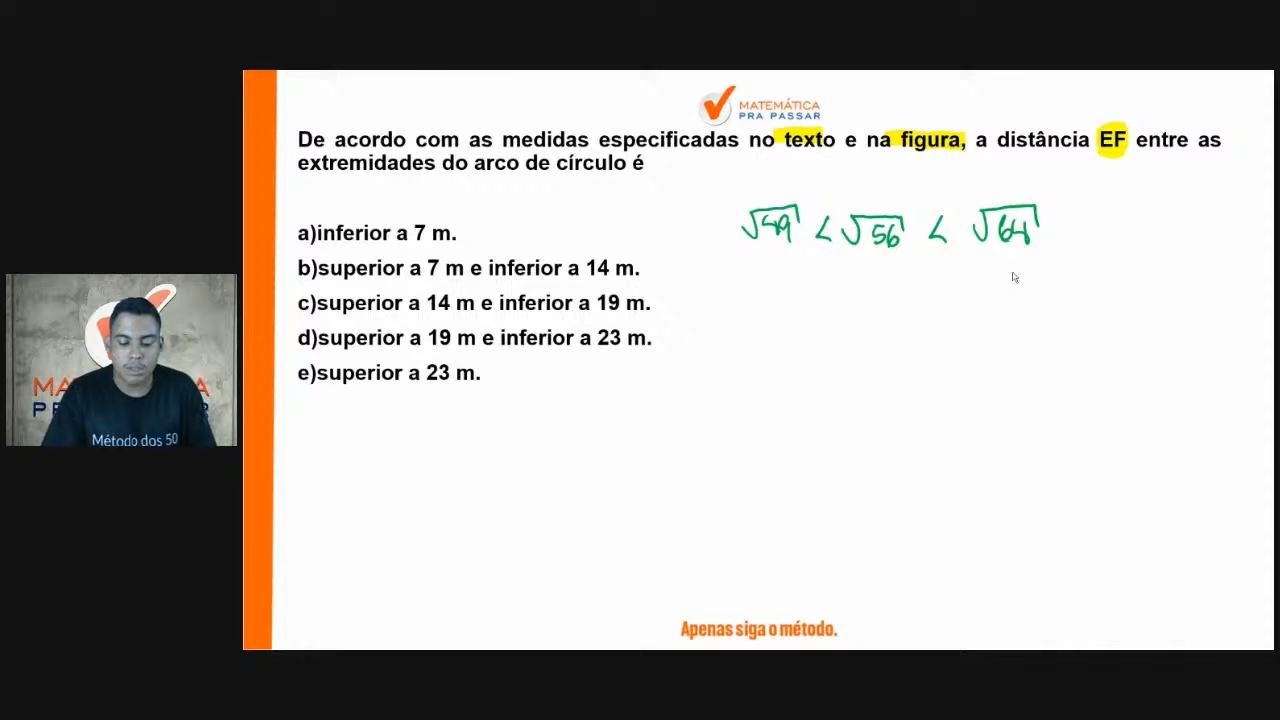 MATEMÁTICA
PRA PASSAR
De acordo com as medidas especificadas no texto e na figura, a distância EF entre as
extremidades do arco de círculo é
√49 < √56 < √64
a)inferior a 7 m.
b)superior a 7 m e inferior a 14 m.
c)superior a 14 m e inferior a 19 m.
d)superior a 19 m e inferior a 23 m.
e)superior a 23 m.
Método dos 50
Apenas siga o método.